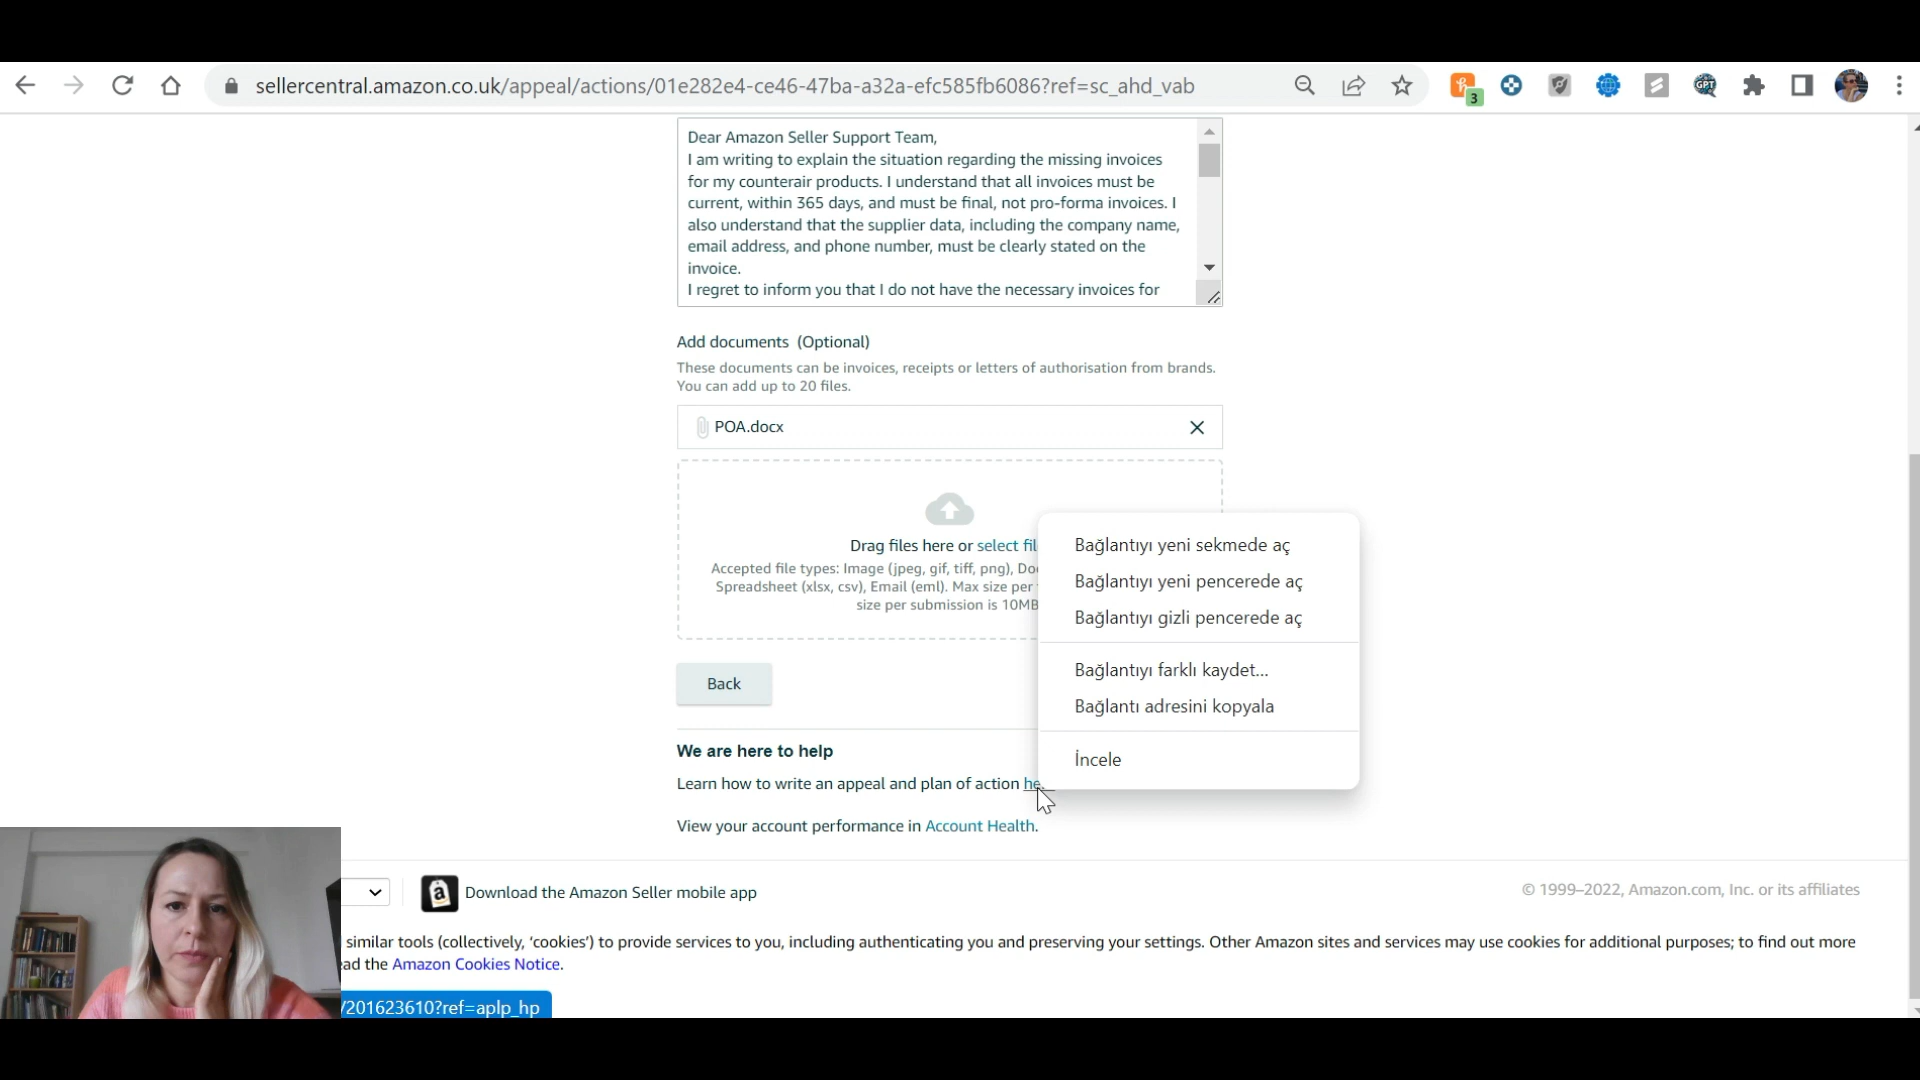 sellercentral.amazon.co.uk/appeal/actions/01e282e4-ce46-47ba-a32a-efc585fb6086?ref=sc_ahd_vab
3
GPT
Dear Amazon Seller Support Team,
I am writing to explain the situation regarding the missing invoices
for my counterair products. I understand that all invoices must be
current, within 365 days, and must be final, not pro-forma invoices. I
also understand that the supplier data, including the company name,
email address, and phone number, must be clearly stated on the
invoice.
I regret to inform you that I do not have the necessary invoices for
Add documents (Optional)
These documents can be invoices, receipts or letters of authorisation from brands.
You can add up to 20 files.
POA.docx
Drag files here or select fil
Accepted file types: Image (jpeg, gif, tiff, png), Do
Spreadsheet (xlsx, csv), Email (eml). Max size per
size per submission is 10MB
Bağlantıyı yeni sekmede aç
Bağlantıyı yeni pencerede aç
Bağlantıyı gizli pencerede aç
Bağlantıyı farklı kaydet...
Bağlantı adresini kopyala
İncele
Back
We are here to help
Learn how to write an appeal and plan of action he
View your account performance in Account Health.
Download the Amazon Seller mobile app
© 1999–2022, Amazon.com, Inc. or its affiliates
similar tools (collectively, ‘cookies’) to provide services to you, including authenticating you and preserving your settings. Other Amazon sites and services may use cookies for additional purposes; to find out more
ad the Amazon Cookies Notice.
/201623610?ref=aplp_hp